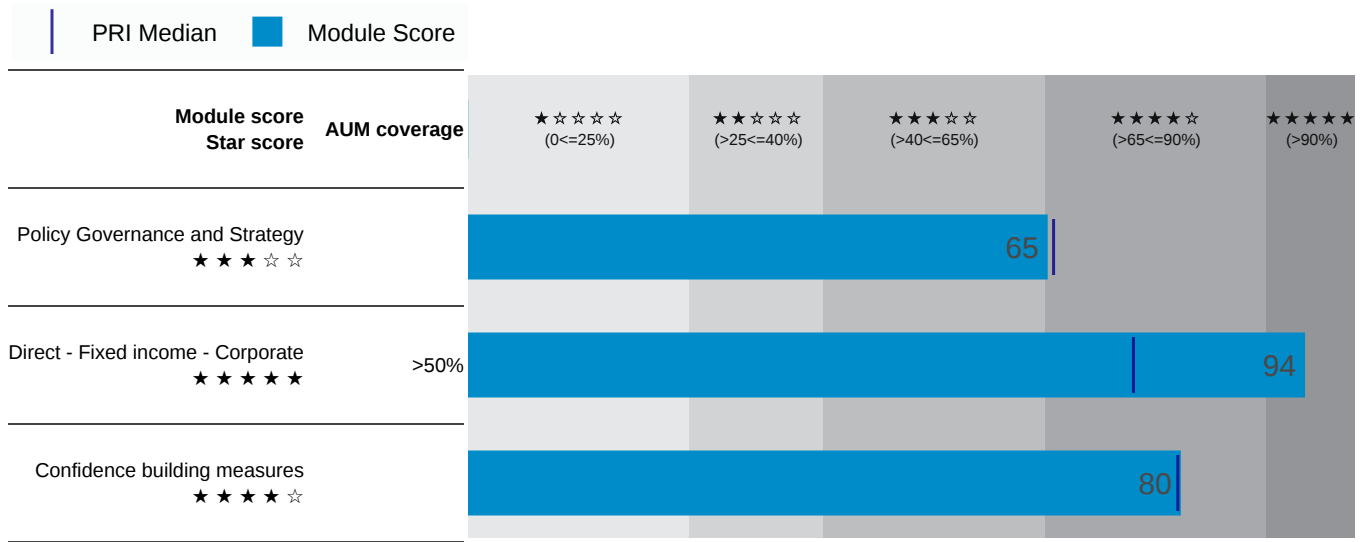 PRI Median Module Score
Module score
Star score
AUM coverage
★☆☆☆☆
(0<=25%)
★★☆☆☆
(>25<=40%)
★★★☆☆
(>40<=65%)
★★★★☆
(>65<=90%)
★★★★★
(>90%)
Policy Governance and Strategy
★★★☆☆
65
Direct - Fixed income - Corporate
★★★★★
>50%
94
Confidence building measures
★★★★☆
80